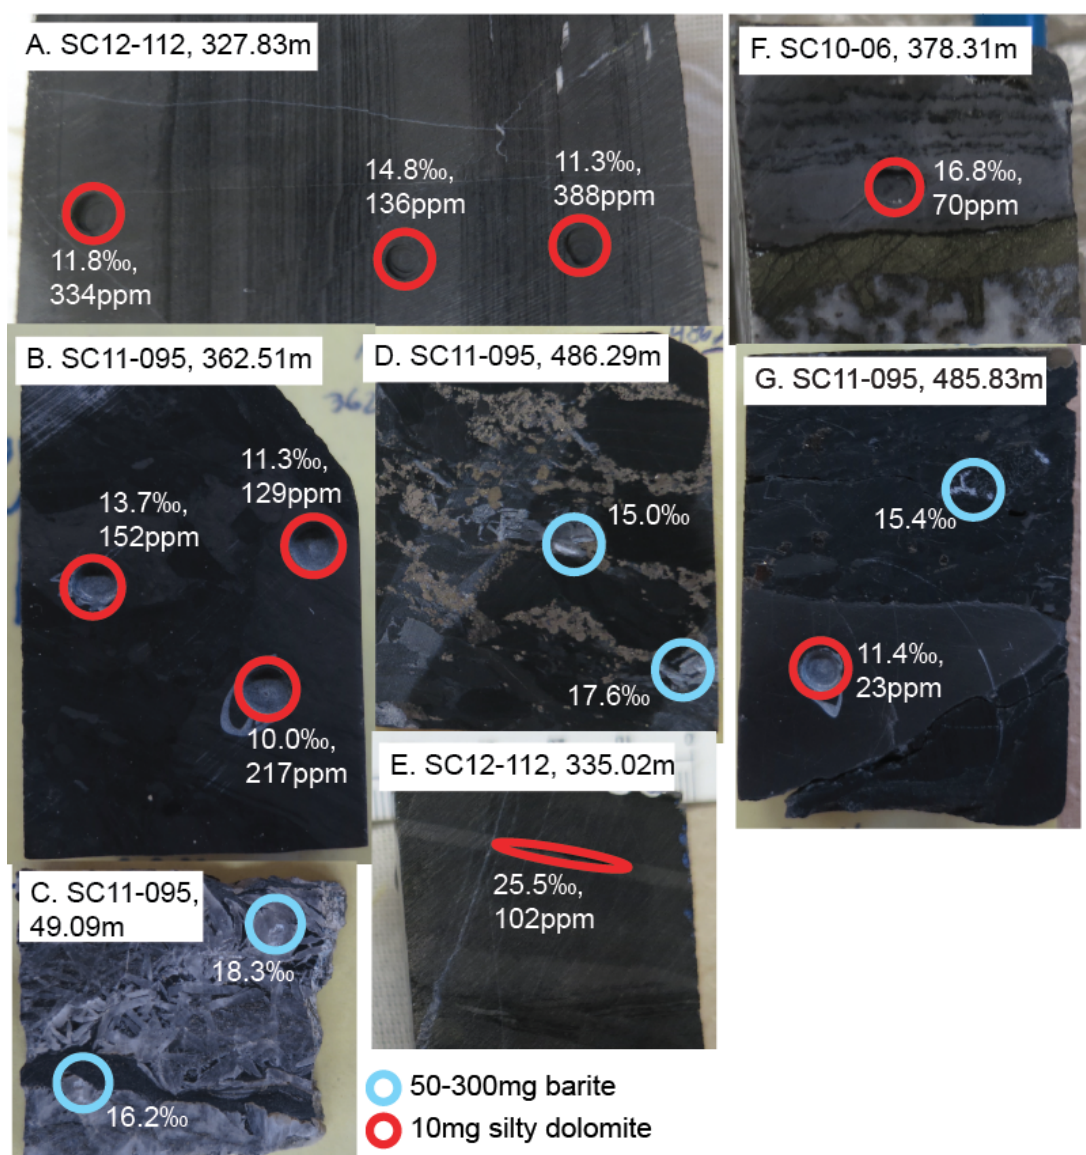 A. SC12-112, 327.83m
11.8‰,
334ppm
14.8‰,
136ppm
11.3‰,
388ppm
F. SC10-06, 378.31m
16.8‰,
70ppm
B. SC11-095, 362.51m
13.7‰,
152ppm
11.3‰,
129ppm
10.0‰,
217ppm
D. SC11-095, 486.29m
15.0‰
17.6‰
G. SC11-095, 485.83m
15.4‰
11.4‰,
23ppm
E. SC12-112, 335.02m
25.5‰,
102ppm
C. SC11-095,
49.09m
18.3‰
16.2‰
50-300mg barite
10mg silty dolomite